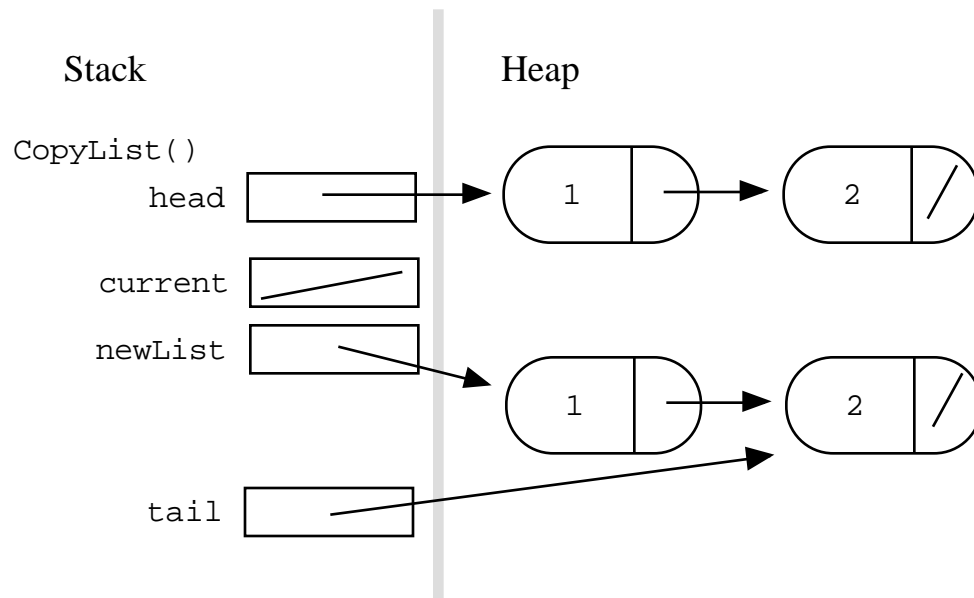 Stack
Heap
CopyList()
head
1
2
current
newList
1
2
tail